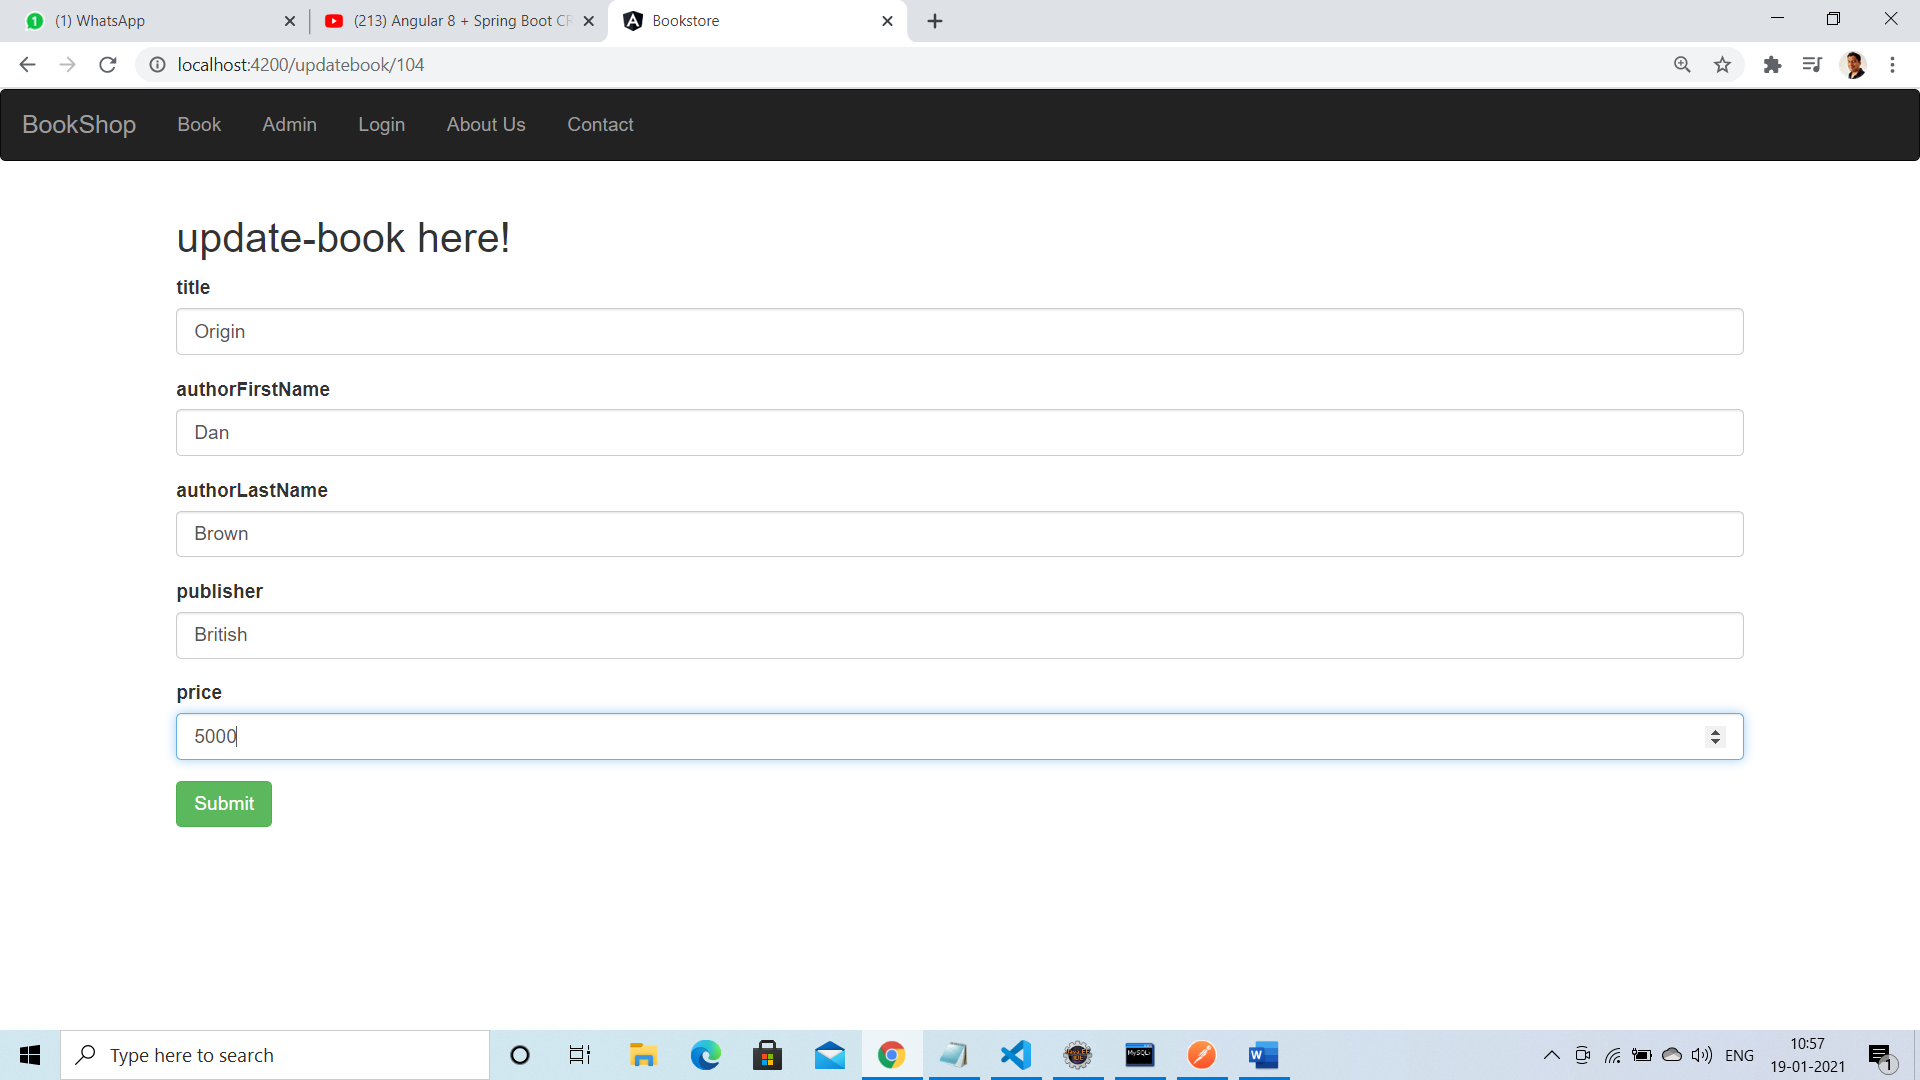 (1) WhatsApp
(213) Angular 8 + Spring Boot
Bookstore
localhost:4200/updatebook/104
BookShop Book Admin Login About Us Contact
update-book here!
title
Origin
authorFirstName
Dan
authorLastName
Brown
publisher
British
price
5000
Submit
Type here to search
MySQL
ENG
10:57
19-01-2021
1